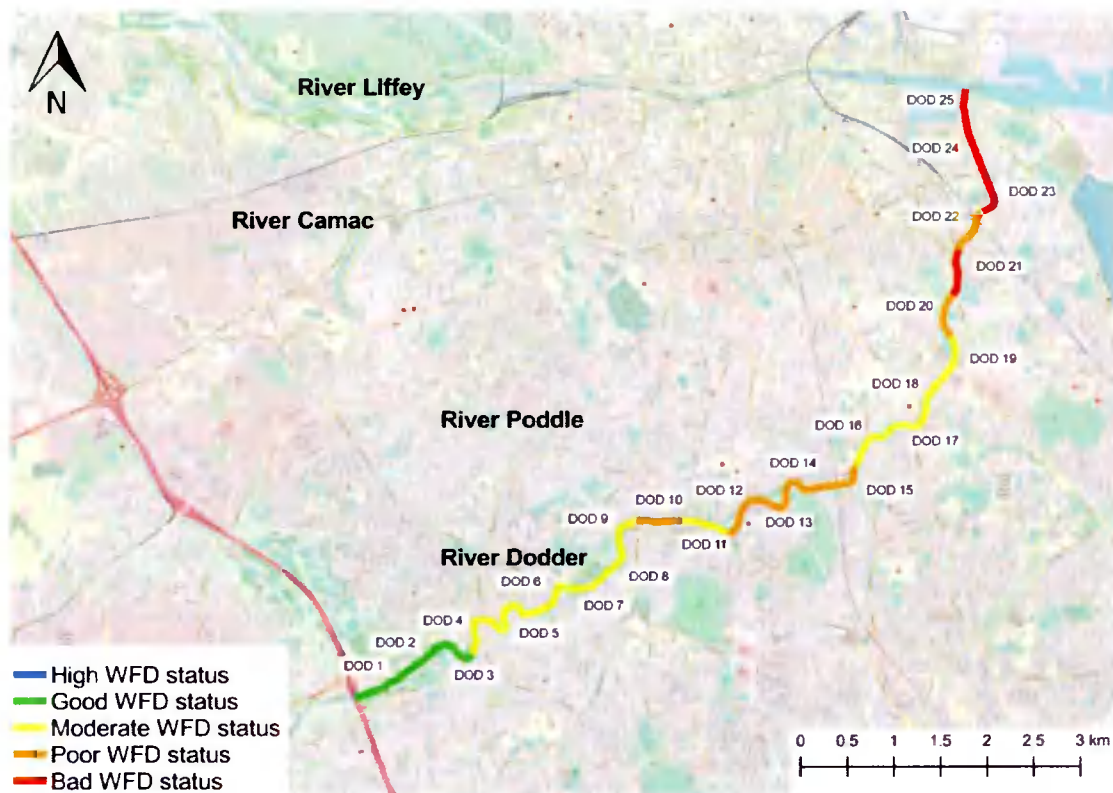 N
River Liffey
River Camac
River Poddle
River Dodder
DOD 25
DOD 24
DOD 23
DOD 22
DOD 21
DOD 20
DOD 19
DOD 18
DOD 17
DOD 16
DOD 15
DOD 14
DOD 13
DOD 12
DOD 11
DOD 10
DOD 9
DOD 8
DOD 7
DOD 6
DOD 5
DOD 4
DOD 3
DOD 2
DOD 1
High WFD status
Good WFD status
Moderate WFD status
Poor WFD status
Bad WFD status
0 0 5 1 1.5 2 2.5 3 km